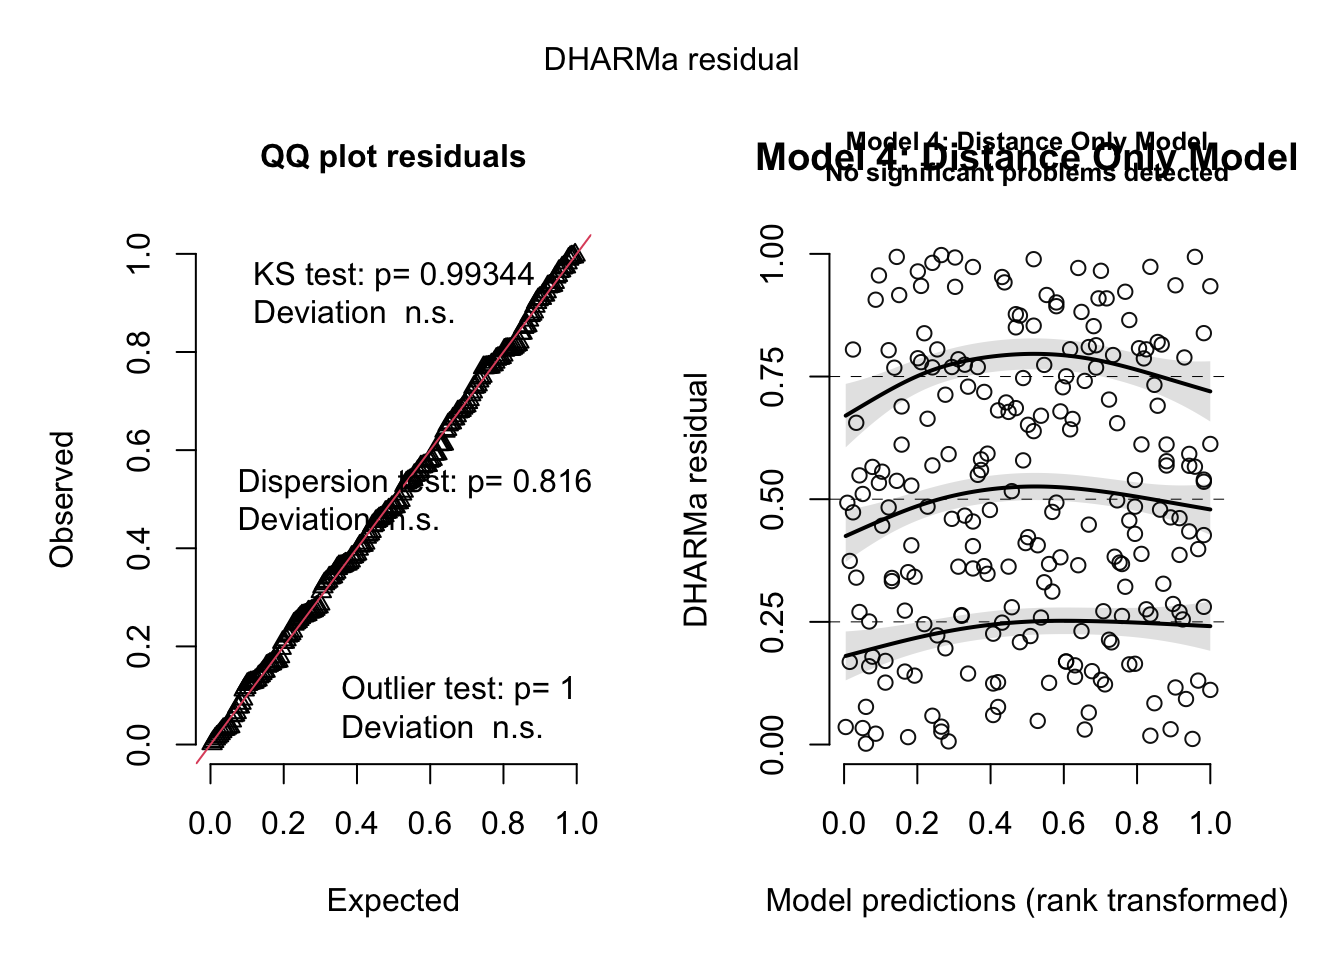 DHARMa residual
QQ plot residuals
KS test: p= 0.99344
Deviation  n.s.
Dispersion test: p= 0.816
Deviation n.s.
Outlier test: p= 1
Deviation  n.s.
Observed
0.0 0.2 0.4 0.6 0.8 1.0
0.0 0.2 0.4 0.6 0.8 1.0
Expected
Model 4: Distance Only Model
Model 4: Distance Only Model
No significant problems detected
DHARMa residual
0.00 0.25 0.50 0.75 1.00
0.0 0.2 0.4 0.6 0.8 1.0
Model predictions (rank transformed)